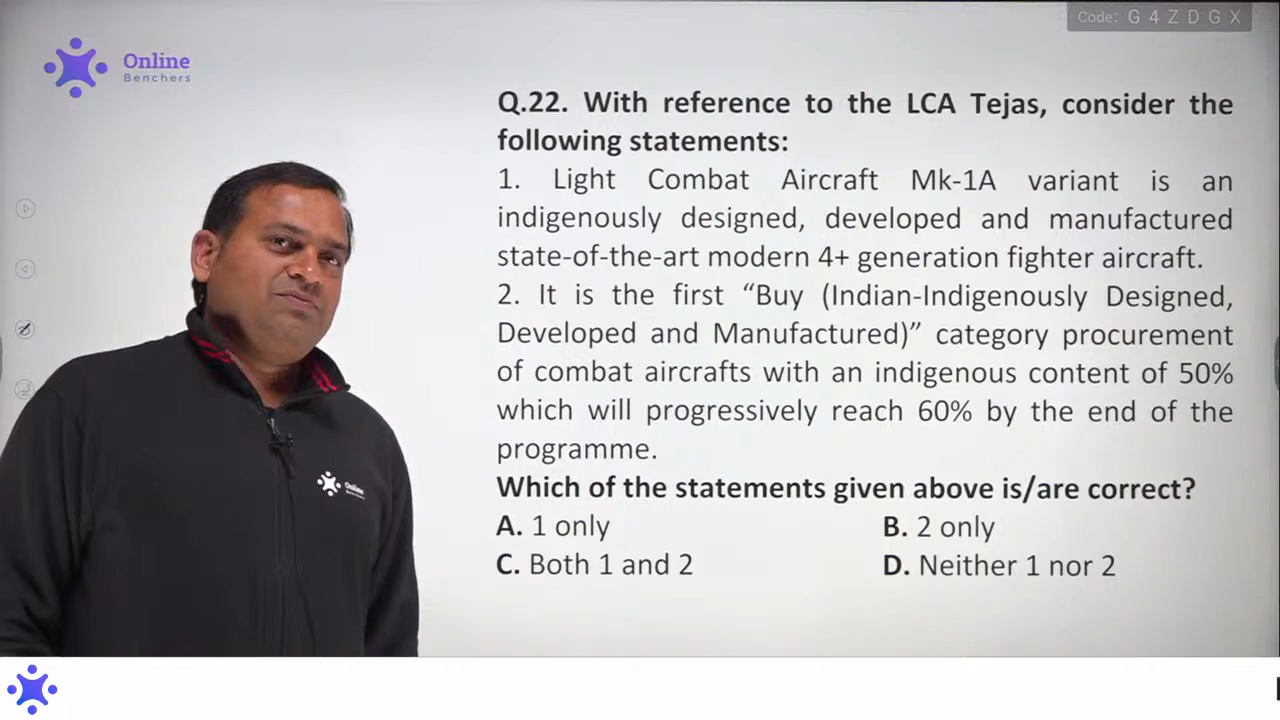 Code: G 4 Z D G X
Online
Benchers
Q.22. With reference to the LCA Tejas, consider the
following statements:
1. Light Combat Aircraft Mk-1A variant is an
indigenously designed, developed and manufactured
state-of-the-art modern 4+ generation fighter aircraft.
2. It is the first “Buy (Indian-Indigenously Designed,
Developed and Manufactured)” category procurement
of combat aircrafts with an indigenous content of 50%
which will progressively reach 60% by the end of the
programme.
Which of the statements given above is/are correct?
A. 1 only B. 2 only
C. Both 1 and 2 D. Neither 1 nor 2
Online
Benchers